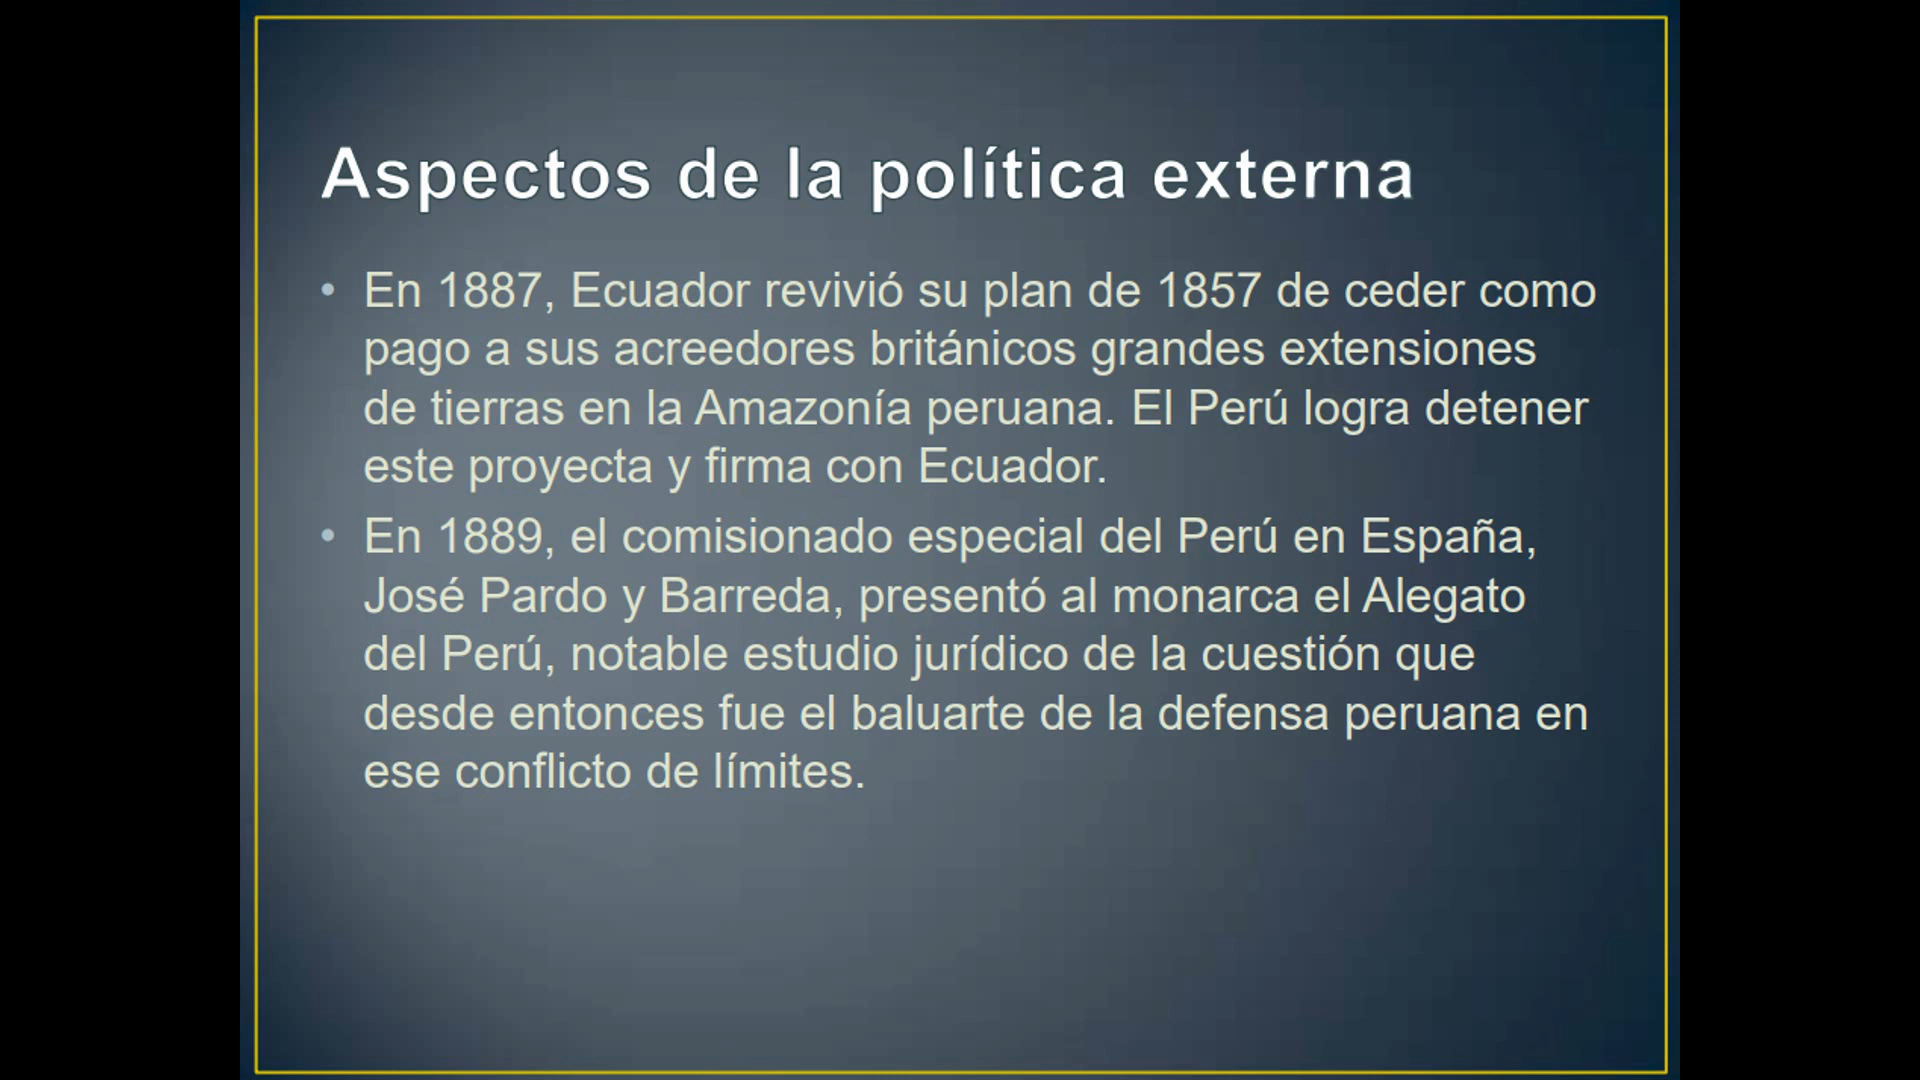 Aspectos de la política externa
• En 1887, Ecuador revivió su plan de 1857 de ceder como
pago a sus acreedores británicos grandes extensiones
de tierras en la Amazonía peruana. El Perú logra detener
este proyecta y firma con Ecuador.
• En 1889, el comisionado especial del Perú en España,
José Pardo y Barreda, presentó al monarca el Alegato
del Perú, notable estudio jurídico de la cuestión que
desde entonces fue el baluarte de la defensa peruana en
ese conflicto de límites.